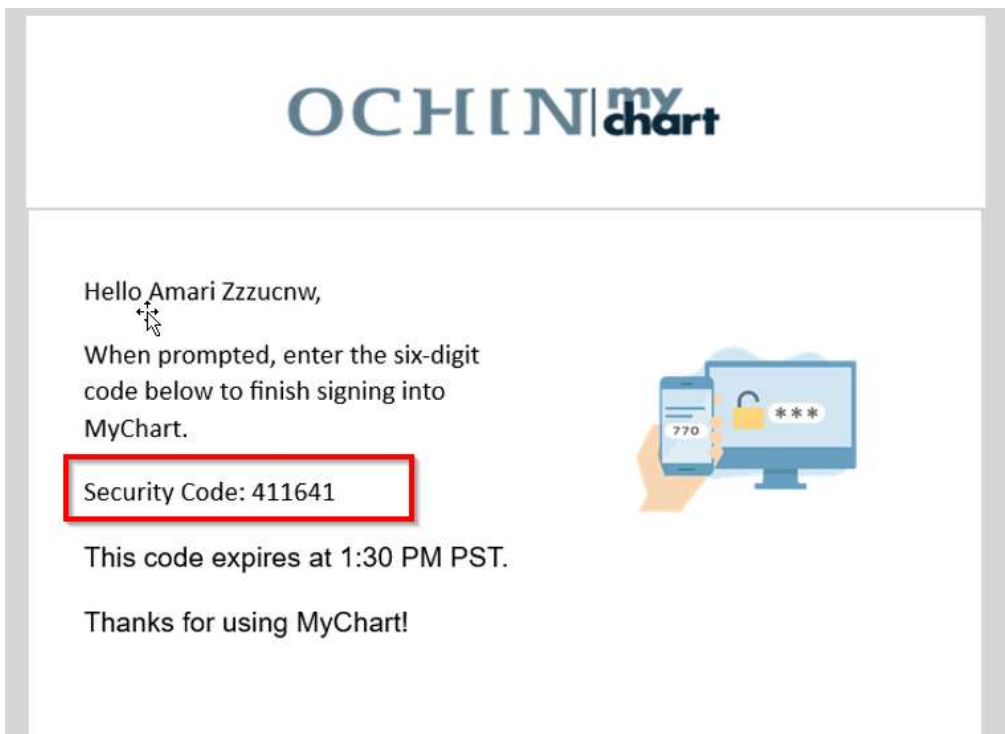 OCHIN my chart
Hello Amari Zzzucnw,
When prompted, enter the six-digit
code below to finish signing into
MyChart.
770
***
Security Code: 411641
This code expires at 1:30 PM PST.
Thanks for using MyChart!